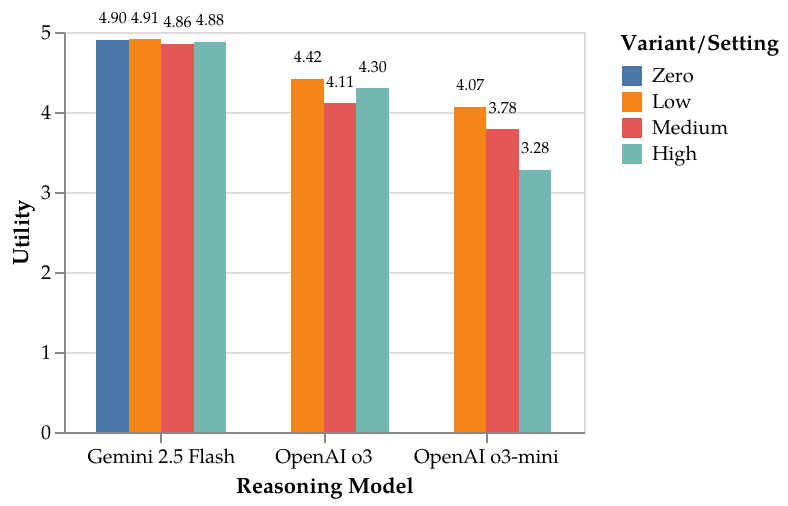 4.90 4.91 4.86 4.88
4.42 4.11 4.30
4.07 3.78 3.28
5
4
3
2
1
0
Utility
Gemini 2.5 Flash OpenAI o3 OpenAI o3-mini
Reasoning Model
Variant/Setting
Zero
Low
Medium
High